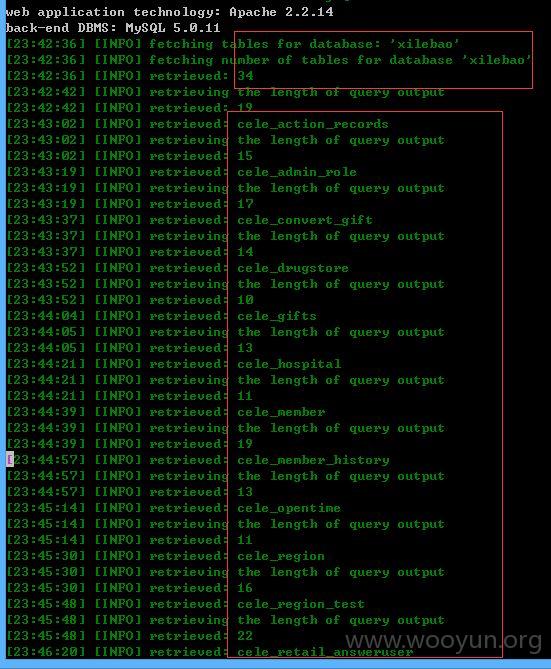 web application technology: Apache 2.2.14
back-end DBMS: MySQL 5.0.11
[23:42:36] [INFO] fetching tables for database: 'xilebao'
[23:42:36] [INFO] fetching number of tables for database 'xilebao'
[23:42:36] [INFO] retrieved: 34
[23:42:42] [INFO] retrieving the length of query output
[23:42:42] [INFO] retrieved: 19
[23:43:02] [INFO] retrieved: cele_action_records
[23:43:02] [INFO] retrieving the length of query output
[23:43:02] [INFO] retrieved: 15
[23:43:19] [INFO] retrieved: cele_admin_role
[23:43:19] [INFO] retrieving the length of query output
[23:43:19] [INFO] retrieved: 17
[23:43:37] [INFO] retrieved: cele_convert_gift
[23:43:37] [INFO] retrieving the length of query output
[23:43:37] [INFO] retrieved: 14
[23:43:52] [INFO] retrieved: cele_drugstore
[23:43:52] [INFO] retrieving the length of query output
[23:43:52] [INFO] retrieved: 10
[23:44:04] [INFO] retrieved: cele_gifts
[23:44:05] [INFO] retrieving the length of query output
[23:44:05] [INFO] retrieved: 13
[23:44:21] [INFO] retrieved: cele_hospital
[23:44:21] [INFO] retrieving the length of query output
[23:44:21] [INFO] retrieved: 11
[23:44:39] [INFO] retrieved: cele_member
[23:44:39] [INFO] retrieving the length of query output
[23:44:39] [INFO] retrieved: 19
[23:44:57] [INFO] retrieved: cele_member_history
[23:44:57] [INFO] retrieving the length of query output
[23:44:57] [INFO] retrieved: 13
[23:45:14] [INFO] retrieved: cele_opentime
[23:45:14] [INFO] retrieving the length of query output
[23:45:14] [INFO] retrieved: 11
[23:45:30] [INFO] retrieved: cele_region
[23:45:30] [INFO] retrieving the length of query output
[23:45:30] [INFO] retrieved: 16
[23:45:48] [INFO] retrieved: cele_region_test
[23:45:48] [INFO] retrieving the length of query output
[23:45:48] [INFO] retrieved: 22
[23:46:20] [INFO] retrieved: cele_retail_answeruser
www.wooyun.org